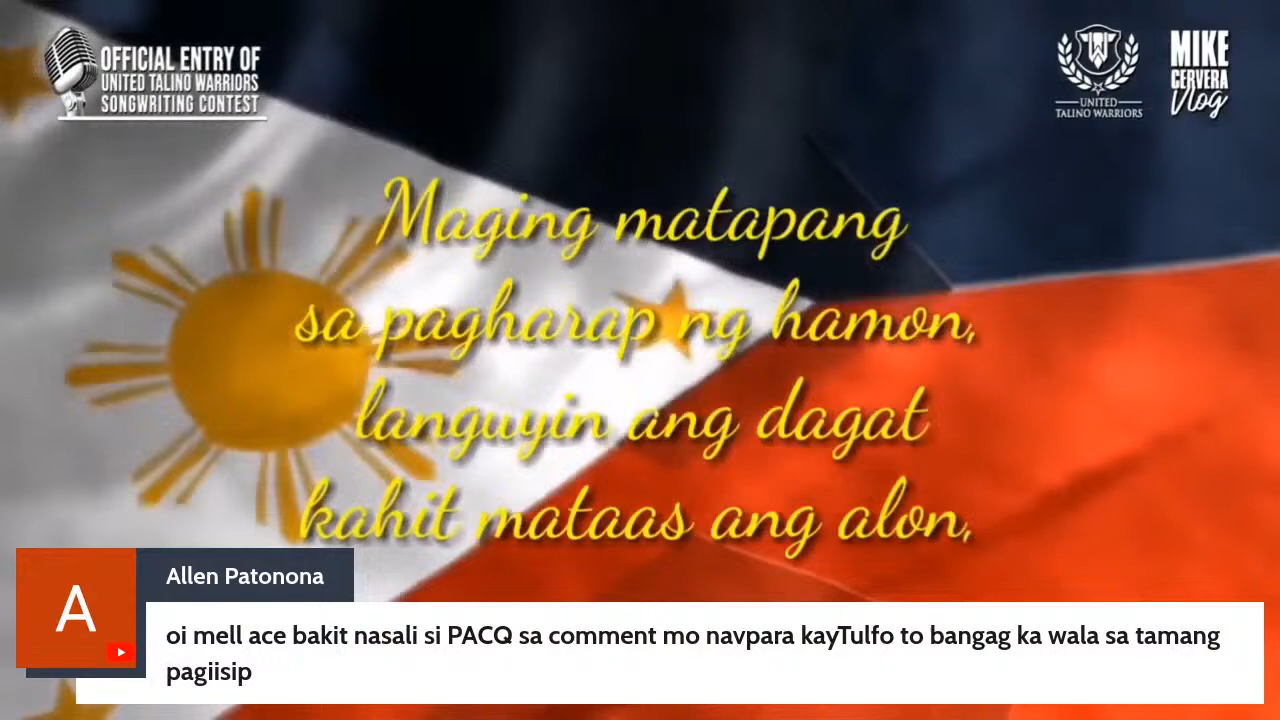 OFFICIAL ENTRY OF
UNITED TALINO WARRIORS
SONGWRITING CONTEST
UNITED
TALINO WARRIORS
MIKE
CERVERA
Vlog
Maging matapang
sa pagharap ng hamon,
languyin ang dagat
kahit mataas ang alon,
A
Allen Patonona
oi mell ace bakit nasali si PACQ sa comment mo navpara kayTulfo to bangag ka wala sa tamang
pagiisip